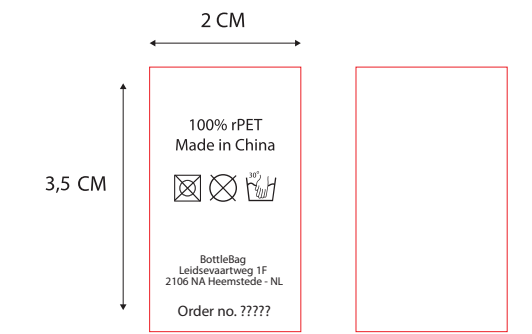 2 CM
3,5 CM
100% rPET
Made in China
30°
BottleBag
Leidsevaartweg 1F
2106 NA Heemstede - NL
Order no. ?????